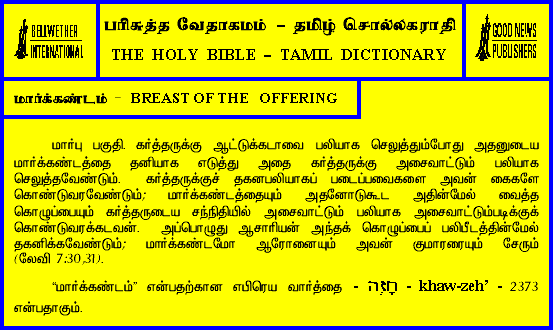 BELLWETHER
INTERNATIONAL
பரிசுத்த வேதாகமம் – தமிழ் சொல்லகராதி
THE HOLY BIBLE – TAMIL DICTIONARY
GOOD NEWS
PUBLISHERS
மார்க்கண்டம் – BREAST OF THE OFFERING
மார்பு பகுதி. கர்த்தருக்கு ஆட்டுக்கடாவை பலியாக செலுத்தும்போது அதனுடைய
மார்க்கண்டத்தை தனியாக எடுத்து அதை கர்த்தருக்கு அசைவாட்டும் பலியாக
செலுத்தவேண்டும். கர்த்தருக்குச் தகனபலியாகப் படைப்பவைகளை அவன் கைகளே
கொண்டுவரவேண்டும்; மார்க்கண்டத்தையும் அதனோடுகூட அதின்மேல் வைத்த
கொழுப்பையும் கர்த்தருடைய சந்நிதியில் அசைவாட்டும் பலியாக அசைவாட்டும்படிக்குக்
கொண்டுவரக்கடவன். அப்பொழுது ஆசாரியன் அந்தக் கொழுப்பைப் பலிபீடத்தின்மேல்
தகனிக்கவேண்டும்; மார்க்கண்டமோ ஆரோனையும் அவன் குமாரரையும் சேரும்
(லேவி 7:30,31).
“மார்க்கண்டம்” என்பதற்கான எபிரெய வார்த்தை - חָזֶה - khaw-zeh’ - 2373
என்பதாகும்.